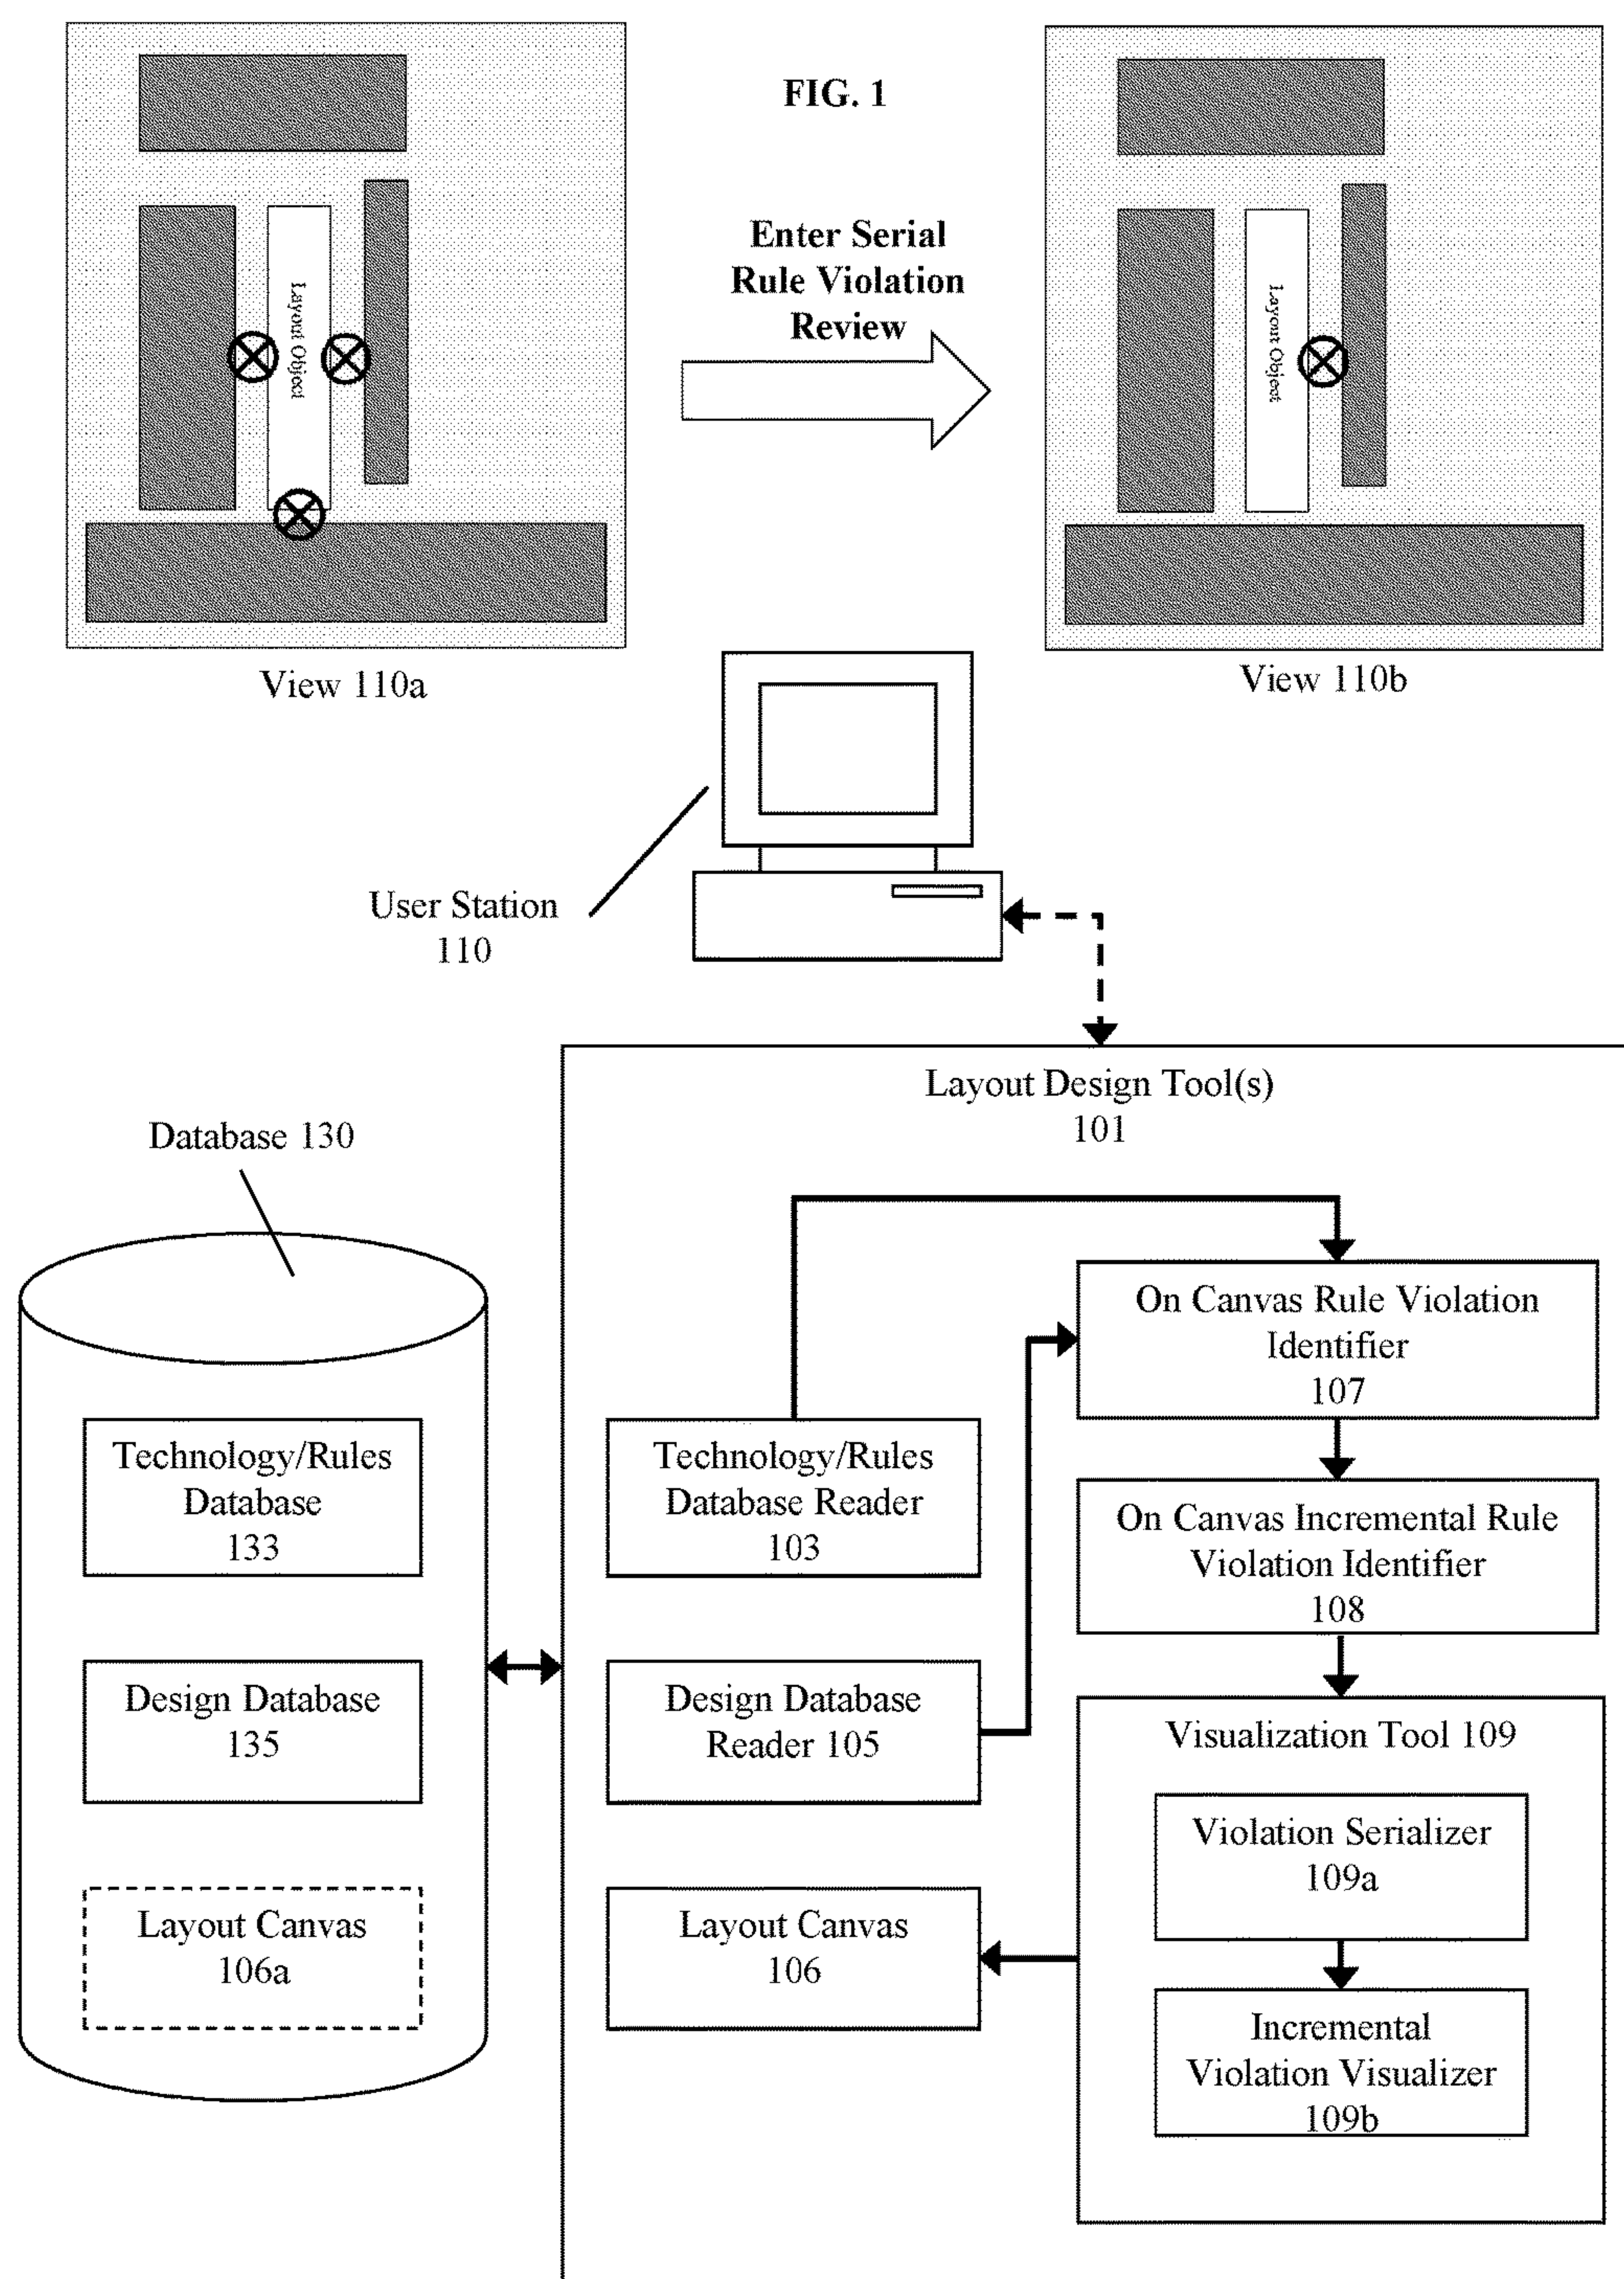 FIG. 1
Layout Object
Enter Serial
Rule Violation
Review
Layout Object
View 110a
View 110b
User Station
110
Layout Design Tool(s)
101
Database 130
On Canvas Rule Violation
Identifier
107
Technology/Rules
Database
133
Technology/Rules
Database Reader
103
On Canvas Incremental Rule
Violation Identifier
108
Design Database
135
Design Database
Reader 105
Visualization Tool 109
Violation Serializer
109a
Layout Canvas
106a
Layout Canvas
106
Incremental
Violation Visualizer
109b